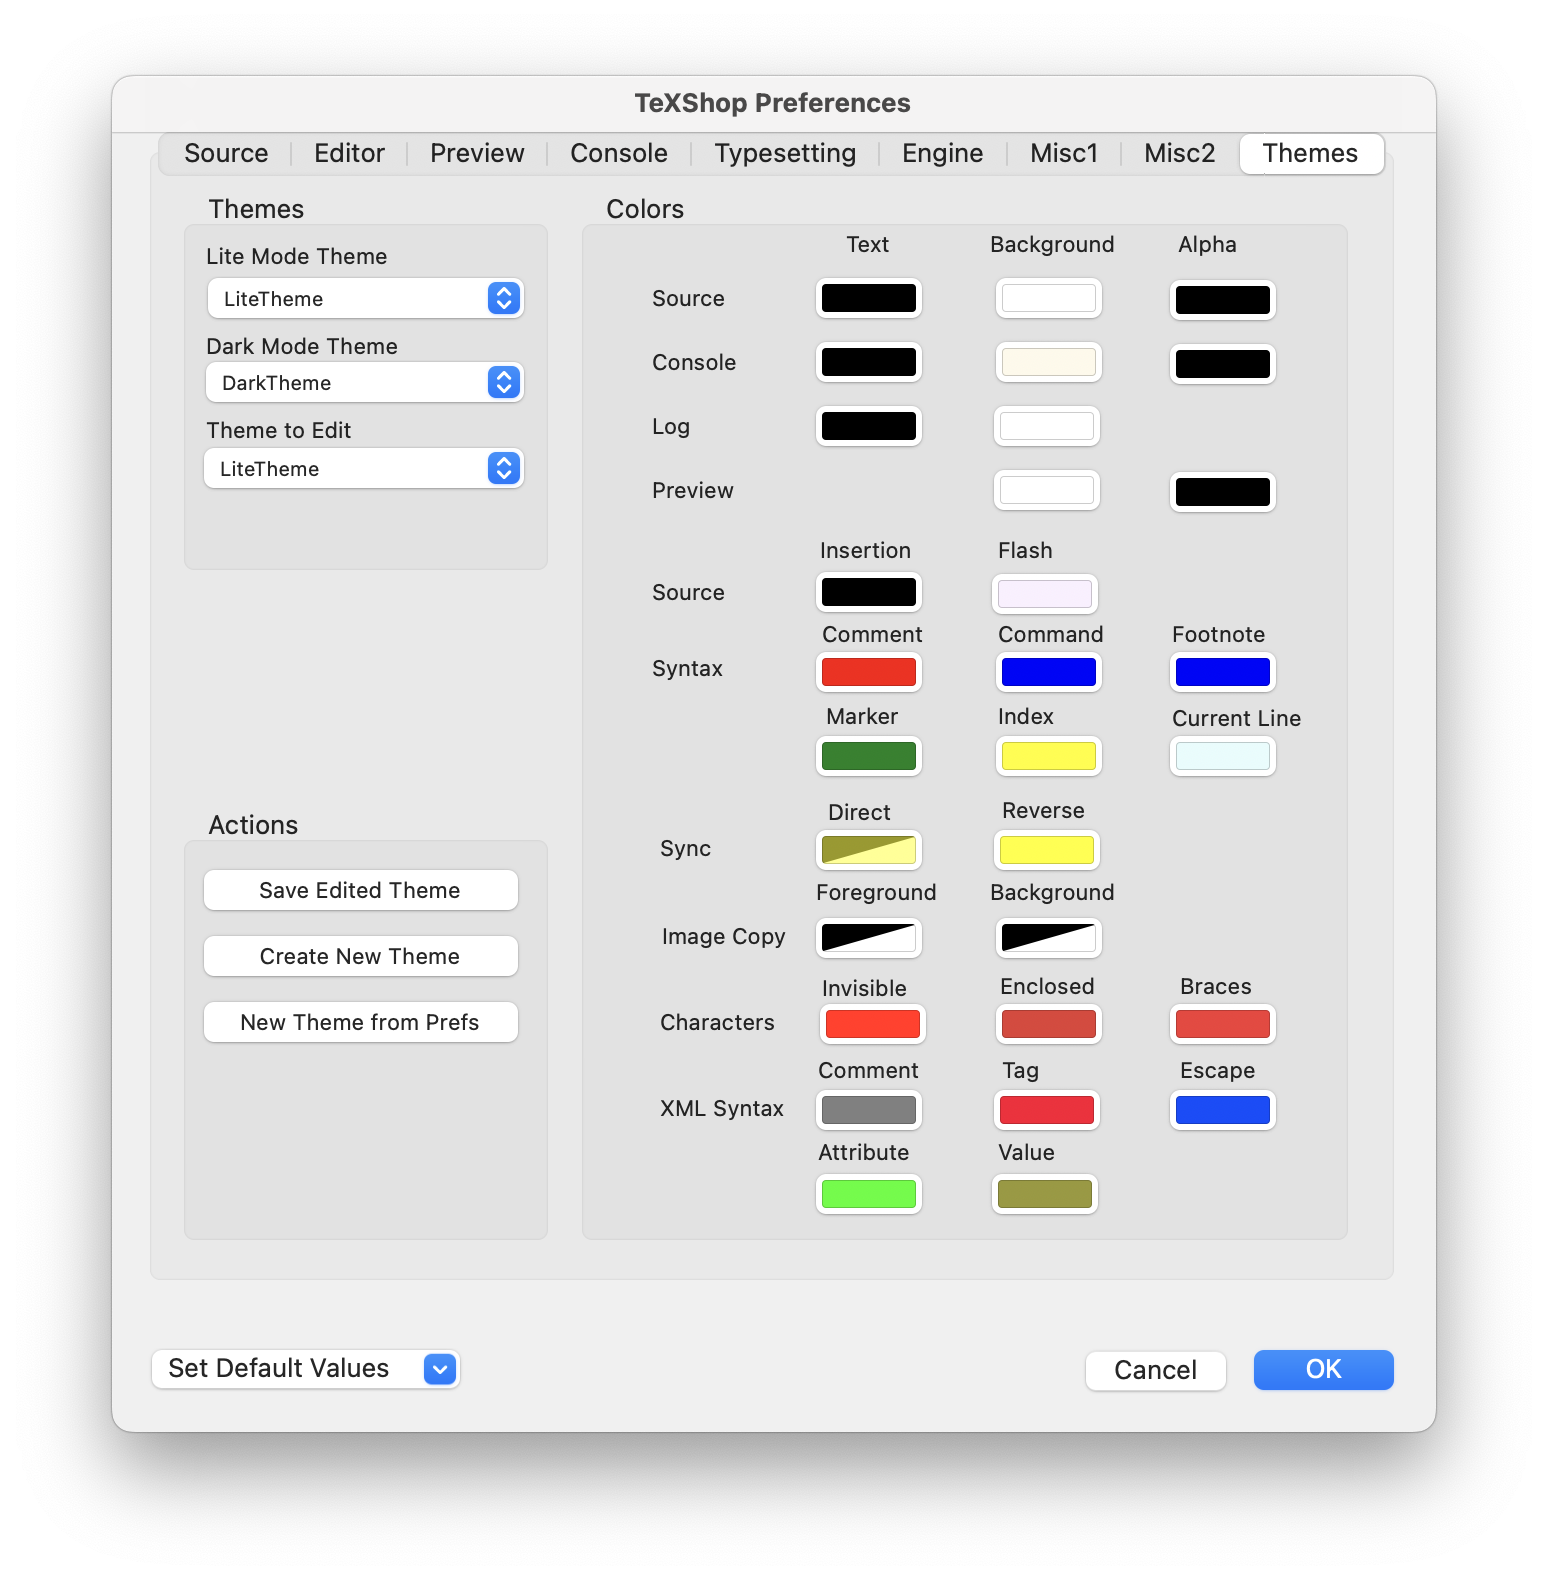 TeXShop Preferences
Source Editor Preview Console Typesetting Engine Misc1 Misc2 Themes
Themes
Lite Mode Theme
LiteTheme
Dark Mode Theme
DarkTheme
Theme to Edit
LiteTheme
Actions
Save Edited Theme
Create New Theme
New Theme from Prefs
Colors
Text Background Alpha
Source
Console
Log
Preview
Insertion Flash
Source
Comment Command Footnote
Syntax
Marker Index Current Line
Direct Reverse
Sync
Foreground Background
Image Copy
Invisible Enclosed Braces
Characters
Comment Tag Escape
XML Syntax
Attribute Value
Set Default Values Cancel OK